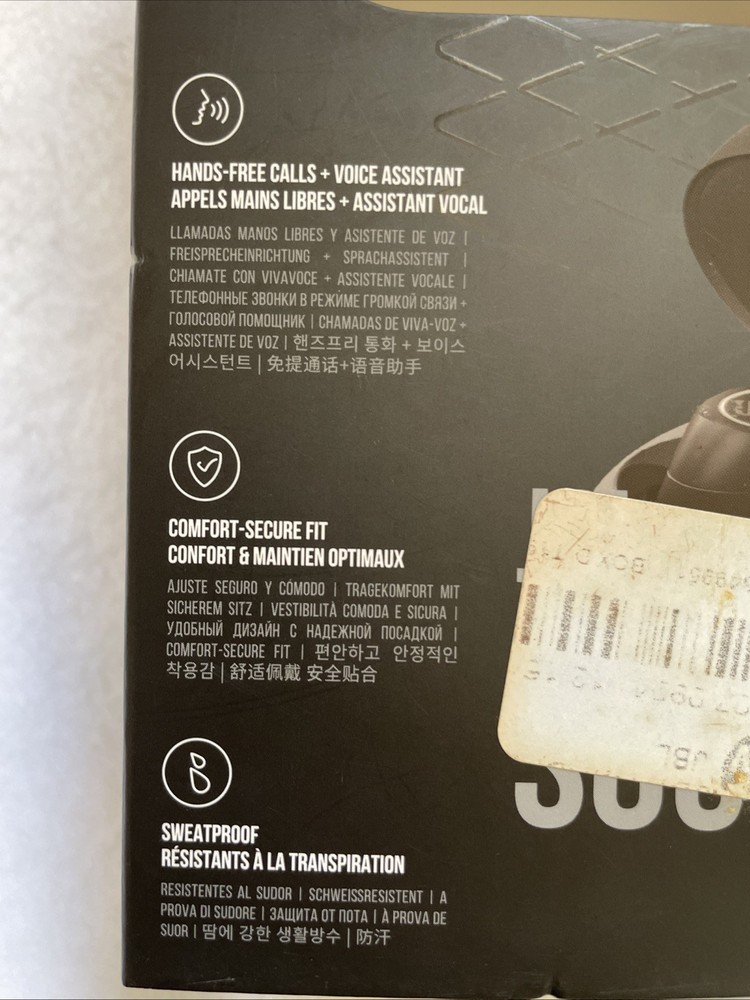 HANDS-FREE CALLS + VOICE ASSISTANT
APPELS MAINS LIBRES + ASSISTANT VOCAL
LLAMADAS MANOS LIBRES Y ASISTENTE DE VOZ |
FREISPRECHEINRICHTUNG + SPRACHASSISTENT |
CHIAMATE CON VIVAVOCE + ASSISTENTE VOCALE |
ТЕЛЕФОННЫЕ ЗВОНКИ В РЕЖИМЕ ГРОМКОЙ СВЯЗИ +
ГОЛОСОВОЙ ПОМОЩНИК | CHAMADAS DE VIVA-VOZ +
ASSISTENTE DE VOZ | 핸즈프리 통화 + 보이스
어시스턴트 | 免提通话+语音助手
COMFORT-SECURE FIT
CONFORT & MAINTIEN OPTIMAUX
AJUSTE SEGURO Y CÓMODO | TRAGEKOMFORT MIT
SICHEREM SITZ | VESTIBILITÀ COMODA E SICURA |
УДОБНЫЙ ДИЗАЙН С НАДЕЖНОЙ ПОСАДКОЙ |
COMFORT-SECURE FIT | 편안하고 안정적인
착용감 | 舒适佩戴 安全贴合
JBL
SWEATPROOF
RÉSISTANTS À LA TRANSPIRATION
RESISTENTES AL SUDOR | SCHWEISSRESISTENT | A
PROVA DI SUDORE | ЗАЩИТА ОТ ПОТА | À PROVA DE
SUOR | 땀에 강한 생활방수 | 防汗